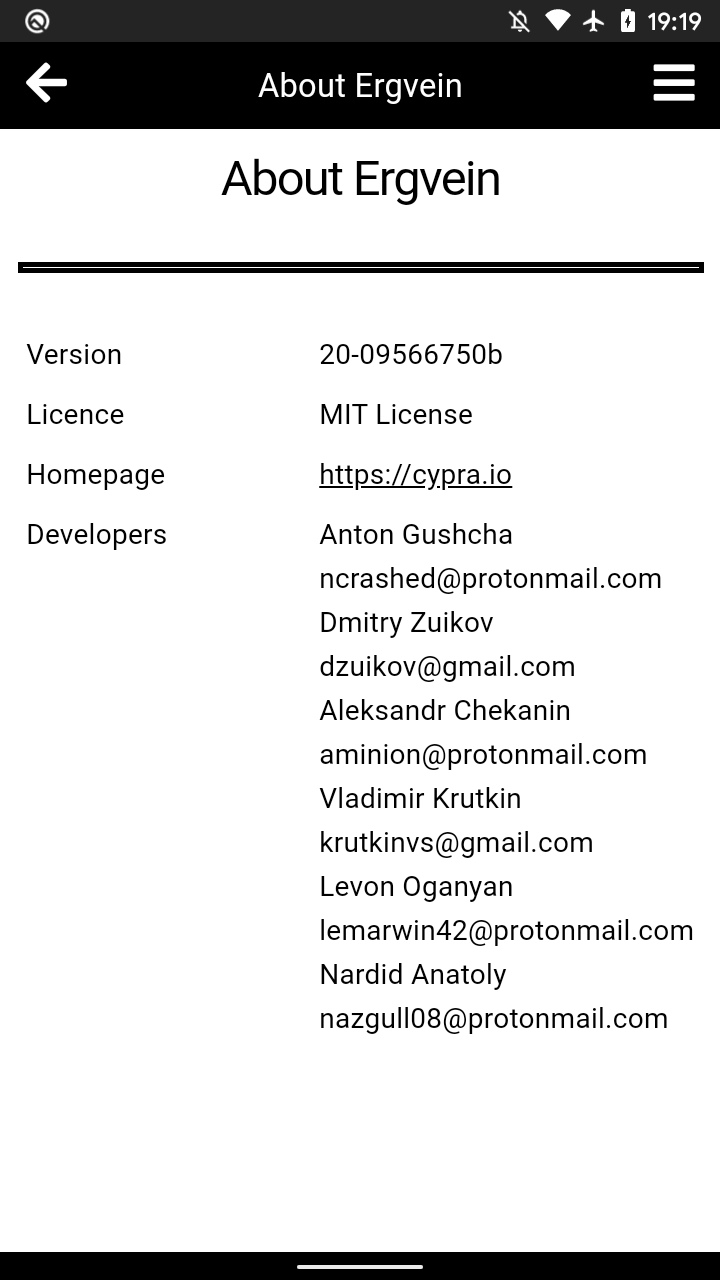 19:19
About Ergvein
About Ergvein
Version 20-09566750b
Licence MIT License
Homepage https://cypra.io
Developers Anton Gushcha
ncrashed@protonmail.com
Dmitry Zuikov
dzuikov@gmail.com
Aleksandr Chekanin
aminion@protonmail.com
Vladimir Krutkin
krutkinvs@gmail.com
Levon Oganyan
lemarwin42@protonmail.com
Nardid Anatoly
nazgull08@protonmail.com